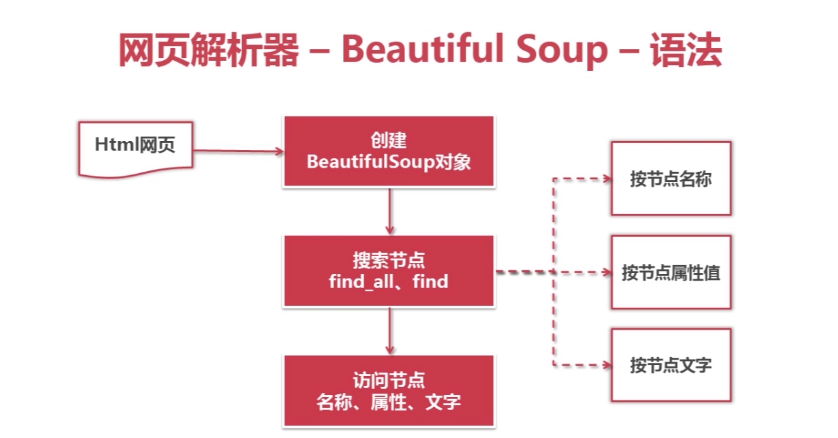 网页解析器 – Beautiful Soup – 语法
Html网页
创建
BeautifulSoup对象
搜索节点
find_all、find
访问节点
名称、属性、文字
按节点名称
按节点属性值
按节点文字